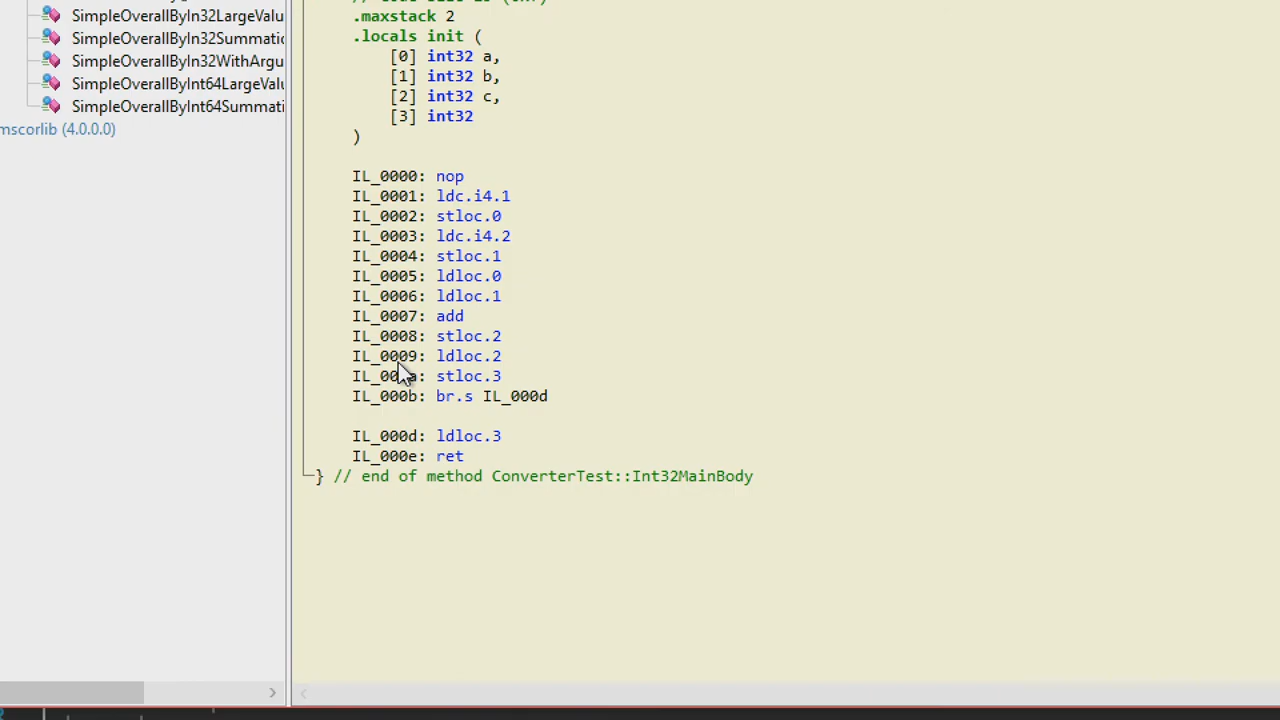 SimpleOverallByIn32LargeValu
SimpleOverallByIn32Summatic
SimpleOverallByIn32WithArgu
SimpleOverallByInt64LargeValu
SimpleOverallByInt64Summati
mscorlib (4.0.0.0)
.maxstack 2
.locals init (
[0] int32 a,
[1] int32 b,
[2] int32 c,
[3] int32
)
IL_0000: nop
IL_0001: ldc.i4.1
IL_0002: stloc.0
IL_0003: ldc.i4.2
IL_0004: stloc.1
IL_0005: ldloc.0
IL_0006: ldloc.1
IL_0007: add
IL_0008: stloc.2
IL_0009: ldloc.2
IL_000a: stloc.3
IL_000b: br.s IL_000d
IL_000d: ldloc.3
IL_000e: ret
} // end of method ConverterTest::Int32MainBody